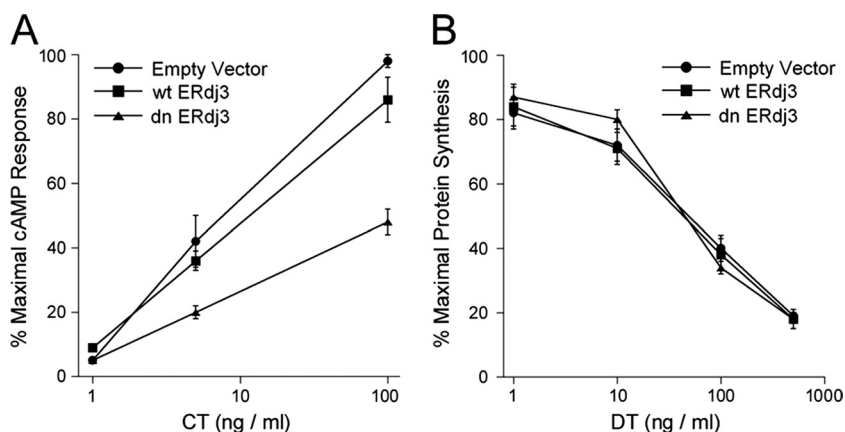 A
% Maximal cAMP Response
100
80
60
40
20
0
Empty Vector
wt ERdj3
dn ERdj3
1
10
100
CT (ng / ml)
B
% Maximal Protein Synthesis
100
80
60
40
20
0
Empty Vector
wt ERdj3
dn ERdj3
1
10
100
1000
DT (ng / ml)